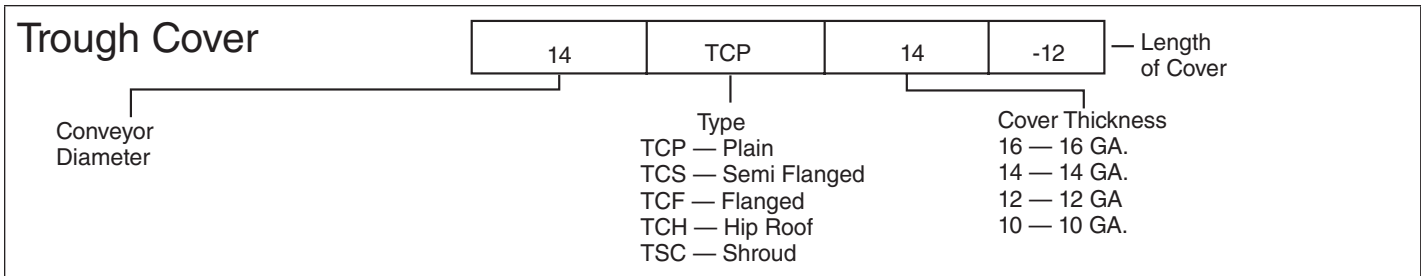 Trough Cover
14 TCP 14 -12
Length
of Cover
Conveyor
Diameter
Type
TCP — Plain
TCS — Semi Flanged
TCF — Flanged
TCH — Hip Roof
TSC — Shroud
Cover Thickness
16 — 16 GA.
14 — 14 GA.
12 — 12 GA
10 — 10 GA.